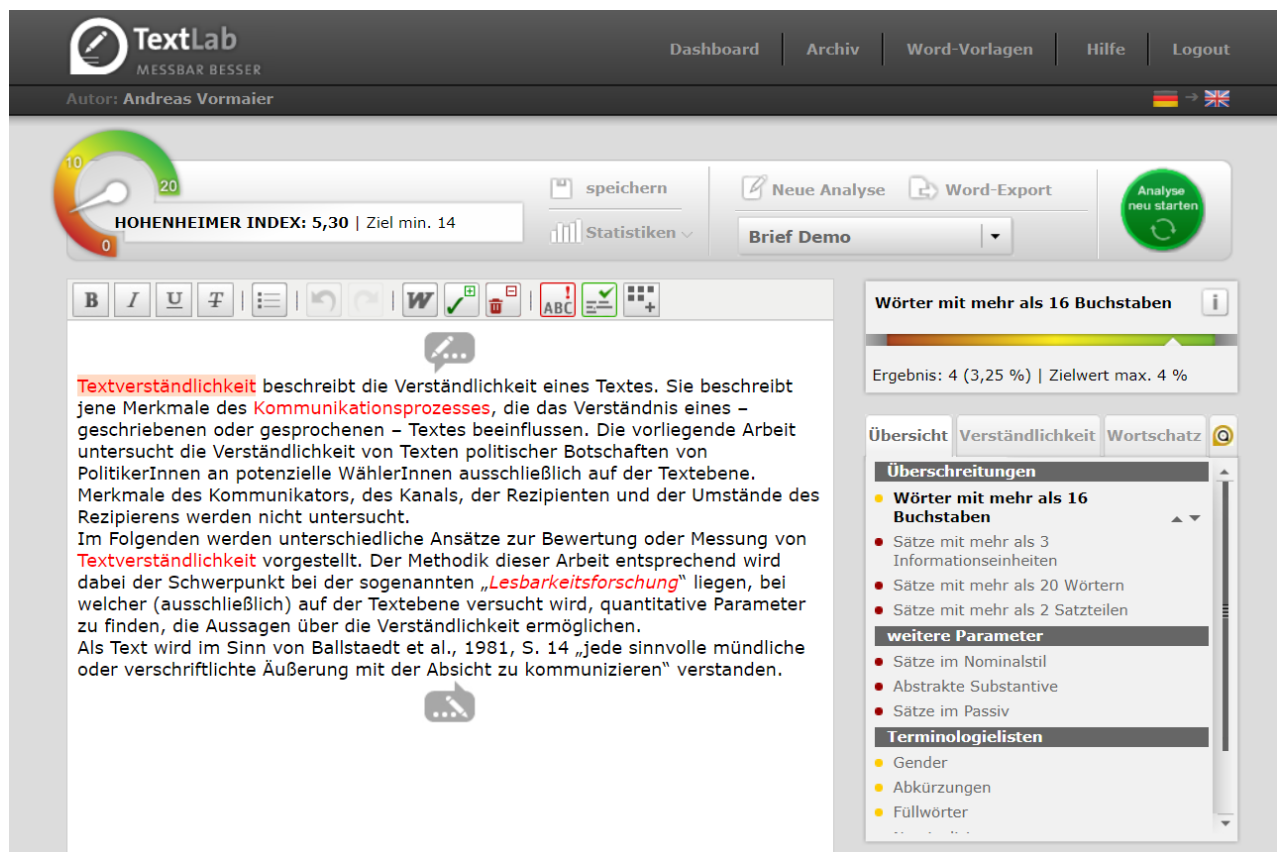 TextLab
MESSBAR BESSER
Dashboard Archiv Word-Vorlagen Hilfe Logout
Autor: Andreas Vormaier
10
20
0
HOHENHEIMER INDEX: 5,30 | Ziel min. 14
speichern
Statistiken
Neue Analyse Word-Export
Brief Demo
Analyse
neu starten
B I U T W ABC
Textverständlichkeit beschreibt die Verständlichkeit eines Textes. Sie beschreibt
jene Merkmale des Kommunikationsprozesses, die das Verständnis eines –
geschriebenen oder gesprochenen – Textes beeinflussen. Die vorliegende Arbeit
untersucht die Verständlichkeit von Texten politischer Botschaften von
PolitikerInnen an potenzielle WählerInnen ausschließlich auf der Textebene.
Merkmale des Kommunikators, des Kanals, der Rezipienten und der Umstände des
Rezipierens werden nicht untersucht.
Im Folgenden werden unterschiedliche Ansätze zur Bewertung oder Messung von
Textverständlichkeit vorgestellt. Der Methodik dieser Arbeit entsprechend wird
dabei der Schwerpunkt bei der sogenannten „Lesbarkeitsforschung“ liegen, bei
welcher (ausschließlich) auf der Textebene versucht wird, quantitative Parameter
zu finden, die Aussagen über die Verständlichkeit ermöglichen.
Als Text wird im Sinn von Ballstaedt et al., 1981, S. 14 „jede sinnvolle mündliche
oder verschriftlichte Äußerung mit der Absicht zu kommunizieren“ verstanden.
Wörter mit mehr als 16 Buchstaben i
Ergebnis: 4 (3,25 %) | Zielwert max. 4 %
Übersicht Verständlichkeit Wortschatz
Überschreitungen
Wörter mit mehr als 16
Buchstaben
Sätze mit mehr als 3
Informationseinheiten
Sätze mit mehr als 20 Wörtern
Sätze mit mehr als 2 Satzteilen
weitere Parameter
Sätze im Nominalstil
Abstrakte Substantive
Sätze im Passiv
Terminologielisten
Gender
Abkürzungen
Füllwörter